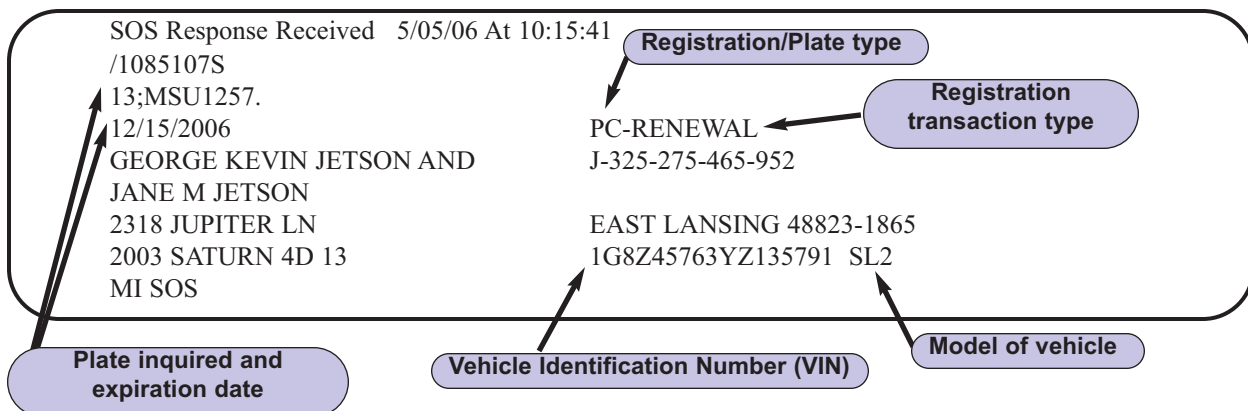 SOS Response Received 5/05/06 At 10:15:41
Registration/Plate type
/1085107S
13;MSU1257.
Registration
transaction type
12/15/2006 PC-RENEWAL
GEORGE KEVIN JETSON AND J-325-275-465-952
JANE M JETSON
2318 JUPITER LN EAST LANSING 48823-1865
2003 SATURN 4D 13 1G8Z45763YZ135791 SL2
MI SOS
Plate inquired and
expiration date
Vehicle Identification Number (VIN)
Model of vehicle